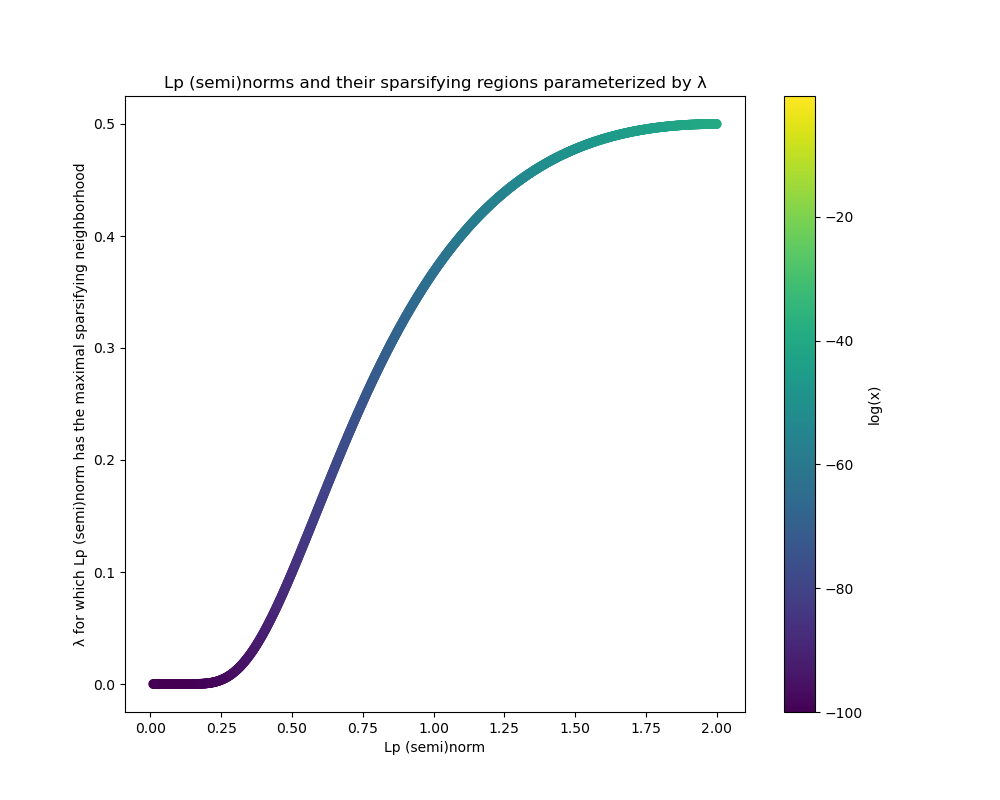 Lp (semi)norms and their sparsifying regions parameterized by λ
λ for which Lp (semi)norm has the maximal sparsifying neighborhood
0.5
0.4
0.3
0.2
0.1
0.0
0.00 0.25 0.50 0.75 1.00 1.25 1.50 1.75 2.00
Lp (semi)norm
−20
−40
−60
−80
−100
log(x)